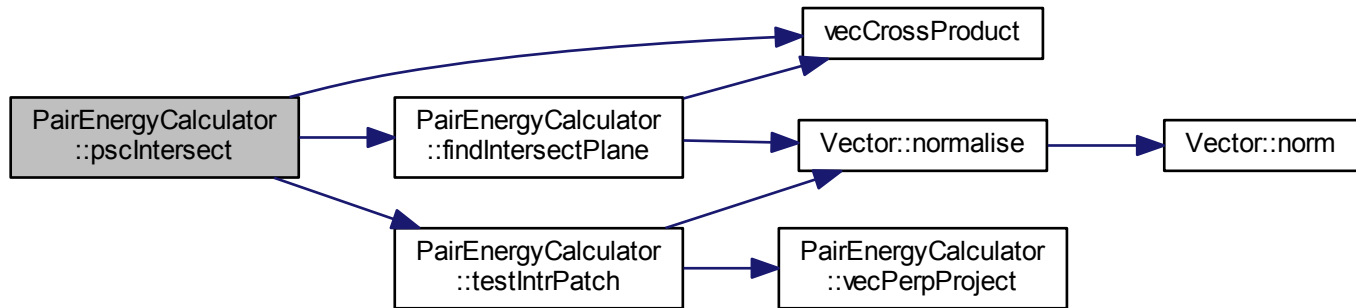 vecCrossProduct
PairEnergyCalculator
::pscIntersect
PairEnergyCalculator
::findIntersectPlane
Vector::normalise
Vector::norm
PairEnergyCalculator
::testIntrPatch
PairEnergyCalculator
::vecPerpProject